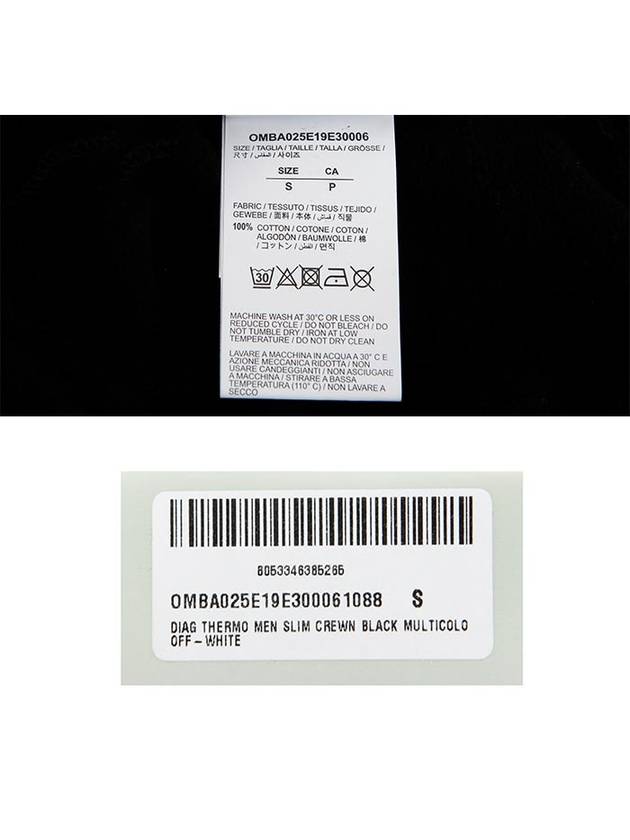 OMBA025E19E30006
SIZE / TAGLIA / TAILLE / TALLA / GRÖSSE /
尺寸 / المقاس / 사이즈
SIZE CA
S P
FABRIC / TESSUTO / TISSUS / TEJIDO /
GEWEBE / 面料 / 本体 / قماش / 직물
100% COTTON / COTONE / COTON /
ALGODÓN / BAUMWOLLE / 棉
/ コットン / القطن / 면직
30
MACHINE WASH AT 30°C OR LESS ON
REDUCED CYCLE / DO NOT BLEACH / DO
NOT TUMBLE DRY / IRON AT LOW
TEMPERATURE / DO NOT DRY CLEAN
LAVARE A MACCHINA IN ACQUA A 30° C E
AZIONE MECCANICA RIDOTTA / NON
USARE CANDEGGIANTI / NON ASCIUGARE
A MACCHINA / STIRARE A BASSA
TEMPERATURA (110° C) / NON LAVARE A
SECCO
8053346385265
OMBA025E19E300061088 S
DIAG THERMO MEN SLIM CREWN BLACK MULTICOLO
OFF-WHITE